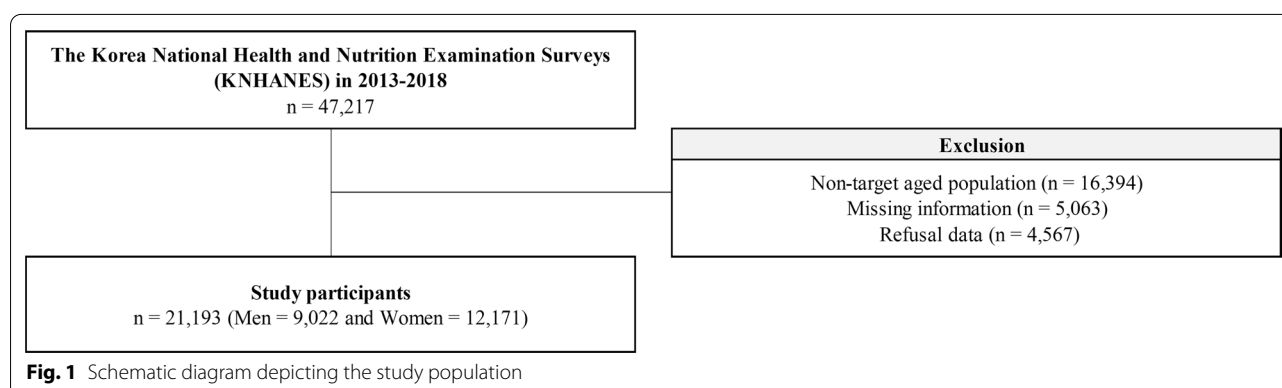 The Korea National Health and Nutrition Examination Surveys
(KNHANES) in 2013-2018
n = 47,217
Exclusion
Non-target aged population (n = 16,394)
Missing information (n = 5,063)
Refusal data (n = 4,567)
Study participants
n = 21,193 (Men = 9,022 and Women = 12,171)
Fig. 1 Schematic diagram depicting the study population